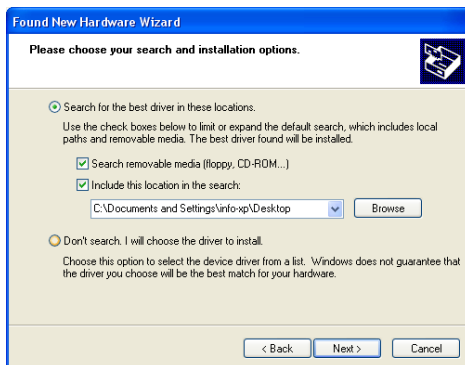 Found New Hardware Wizard
Please choose your search and installation options.
Search for the best driver in these locations.
Use the check boxes below to limit or expand the default search, which includes local
paths and removable media. The best driver found will be installed.
Search removable media (floppy, CD-ROM...)
Include this location in the search:
C:\Documents and Settings\info-xp\Desktop
Browse
Don't search. I will choose the driver to install.
Choose this option to select the device driver from a list. Windows does not guarantee that
the driver you choose will be the best match for your hardware.
< Back
Next >
Cancel